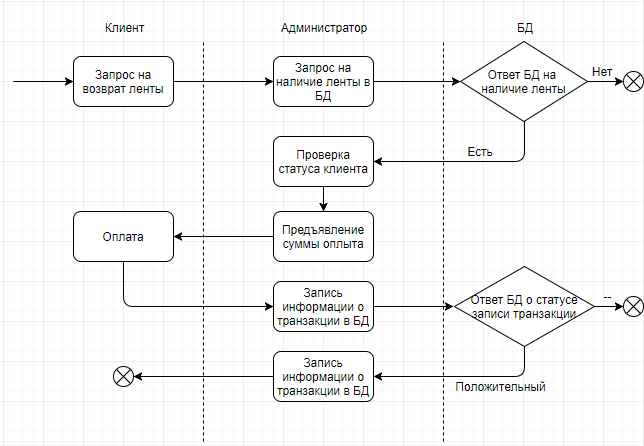 Клиент
Администратор
БД
Запрос на
возврат ленты
Запрос на
наличие ленты в
БД
Ответ БД на
наличие ленты
Нет
Есть
Проверка
статуса клиента
Оплата
Предъявление
суммы оплыта
Запись
информации о
транзакции в БД
Ответ БД о статусе
записи транзакции
--
Запись
информации о
транзакции в БД
Положительный